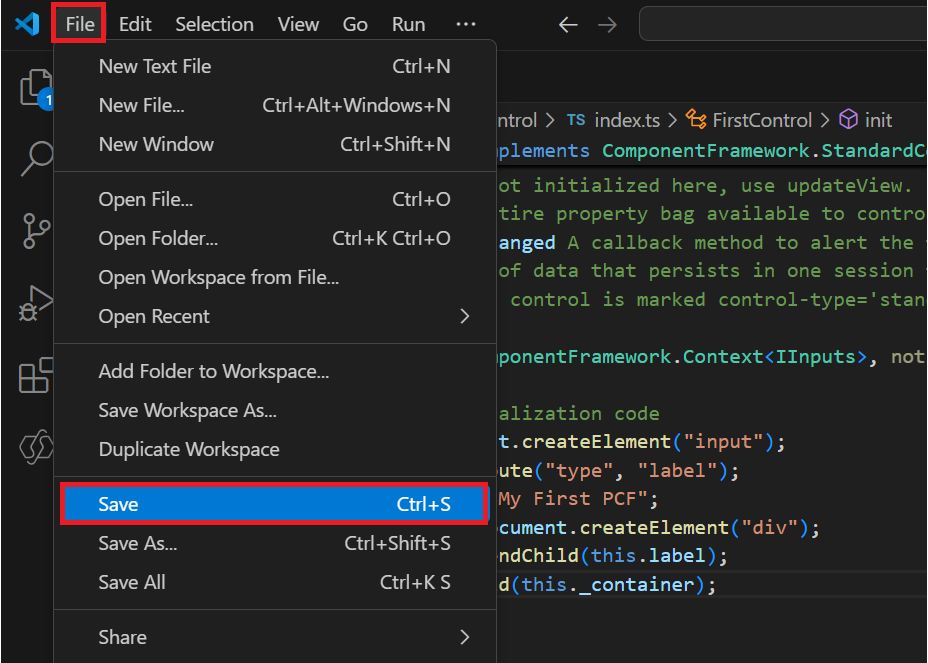 File Edit Selection View Go Run ...
New Text File Ctrl+N
New File... Ctrl+Alt+Windows+N
New Window Ctrl+Shift+N
Open File... Ctrl+O
Open Folder... Ctrl+K Ctrl+O
Open Workspace from File...
Open Recent >
Add Folder to Workspace...
Save Workspace As...
Duplicate Workspace
Save Ctrl+S
Save As... Ctrl+Shift+S
Save All Ctrl+K S
Share >
1
ntrol > TS index.ts > FirstControl > init
plements ComponentFramework.StandardCo
ot initialized here, use updateView.
tire property bag available to contro
anged A callback method to alert the
of data that persists in one session
control is marked control-type='stan
ponentFramework.Context<IInputs>, not
alization code
t.createElement("input");
ute("type", "label");
My First PCF";
cument.createElement("div");
ndChild(this.label);
d(this._container);